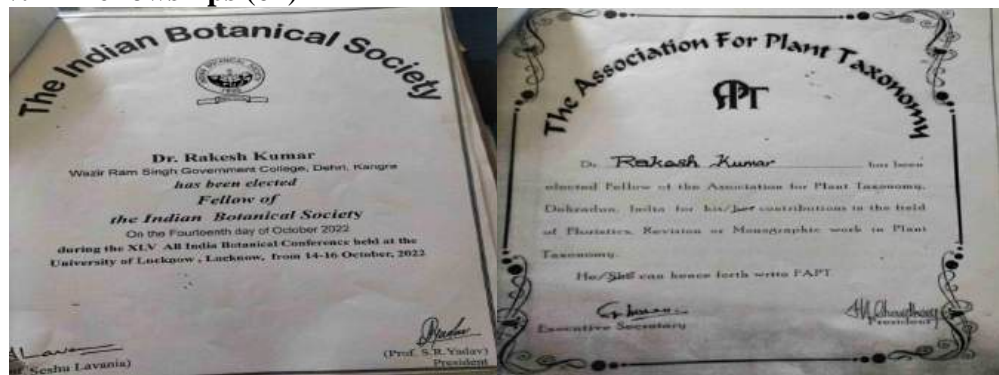 The Indian Botanical Society
Dr. Rakesh Kumar
Wazir Ram Singh Government College, Dehri, Kangra
has been elected
Fellow of
the Indian Botanical Society
On the Fourteenth day of October 2022
during the XLV All India Botanical Conference held at the
University of Lucknow, Lucknow, from 14-16 October, 2022
Seshu Lavania)
(Prof. S.R. Yadav)
President
The Association For Plant Taxonomy
APT
Dr. Rakesh Kumar has been
elected Fellow of the Association for Plant Taxonomy,
Dehradun, India for his/her contributions in the field
of Floristics, Revision or Monographic work in Plant
Taxonomy.
He/She can hence forth write FAPT
Executive Secretary
President